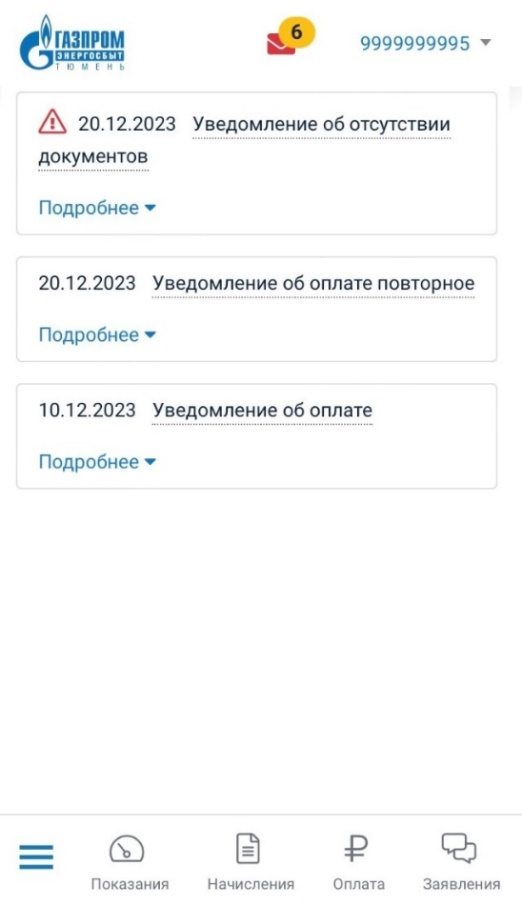 ГАЗПРОМ
ЭНЕРГОСБЫТ
ТЮМЕНЬ
6
9999999995
20.12.2023 Уведомление об отсутствии
документов
Подробнее
20.12.2023 Уведомление об оплате повторное
Подробнее
10.12.2023 Уведомление об оплате
Подробнее
Показания
Начисления
Оплата
Заявления